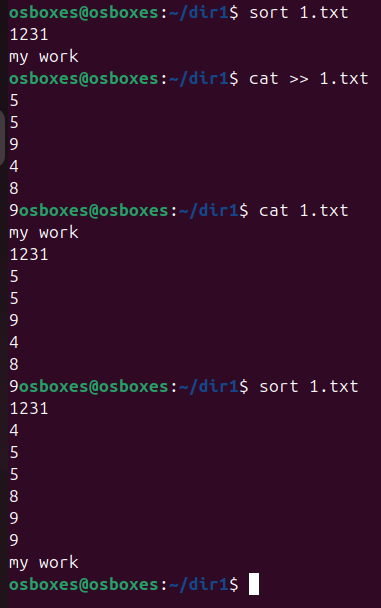 osboxes@osboxes:~/dir1$ sort 1.txt
1231
my work
osboxes@osboxes:~/dir1$ cat >> 1.txt
5
5
9
4
8
9osboxes@osboxes:~/dir1$ cat 1.txt
my work
1231
5
5
9
4
8
9osboxes@osboxes:~/dir1$ sort 1.txt
1231
4
5
5
8
9
9
my work
osboxes@osboxes:~/dir1$